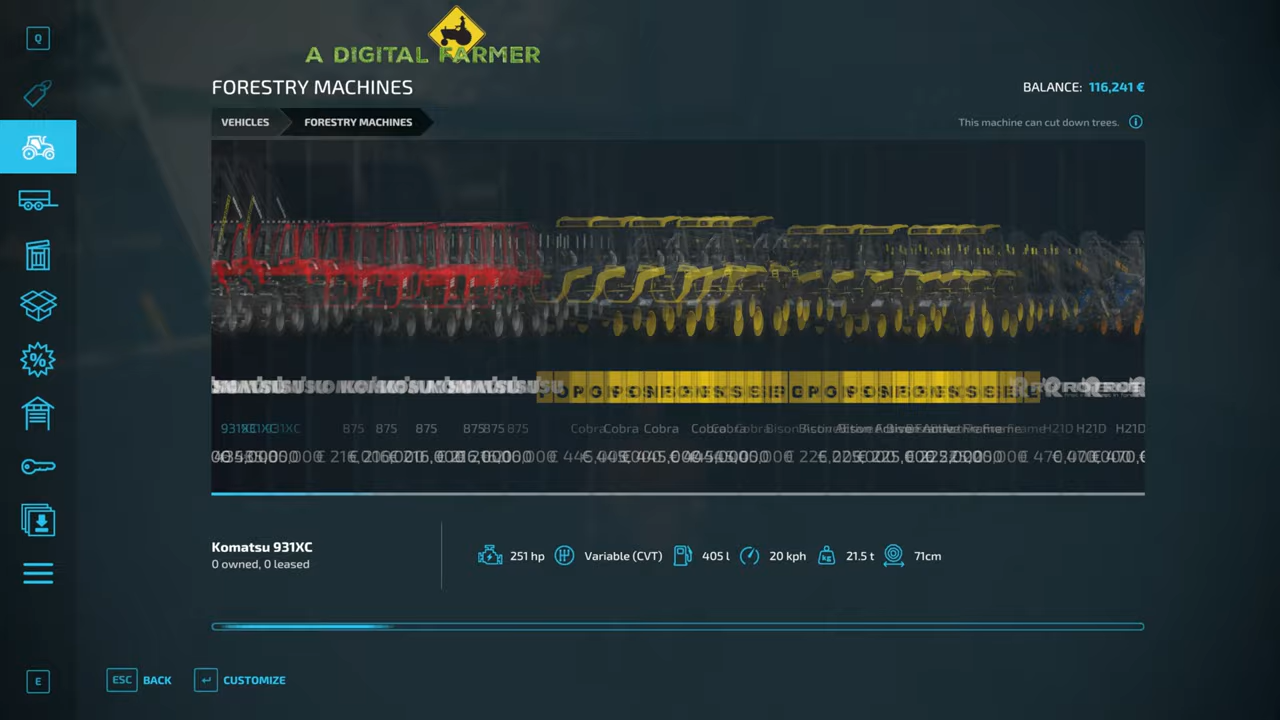 Q
A DIGITAL FARMER
FORESTRY MACHINES
BALANCE: 116,241 €
VEHICLES
FORESTRY MACHINES
This machine can cut down trees.
875 875 875 875
Cobra Cobra Cobra Cobra
H21D H21D H21D
Komatsu 931XC
0 owned, 0 leased
251 hp Variable (CVT) 405 l 20 kph 21.5 t 71cm
E
ESC BACK CUSTOMIZE